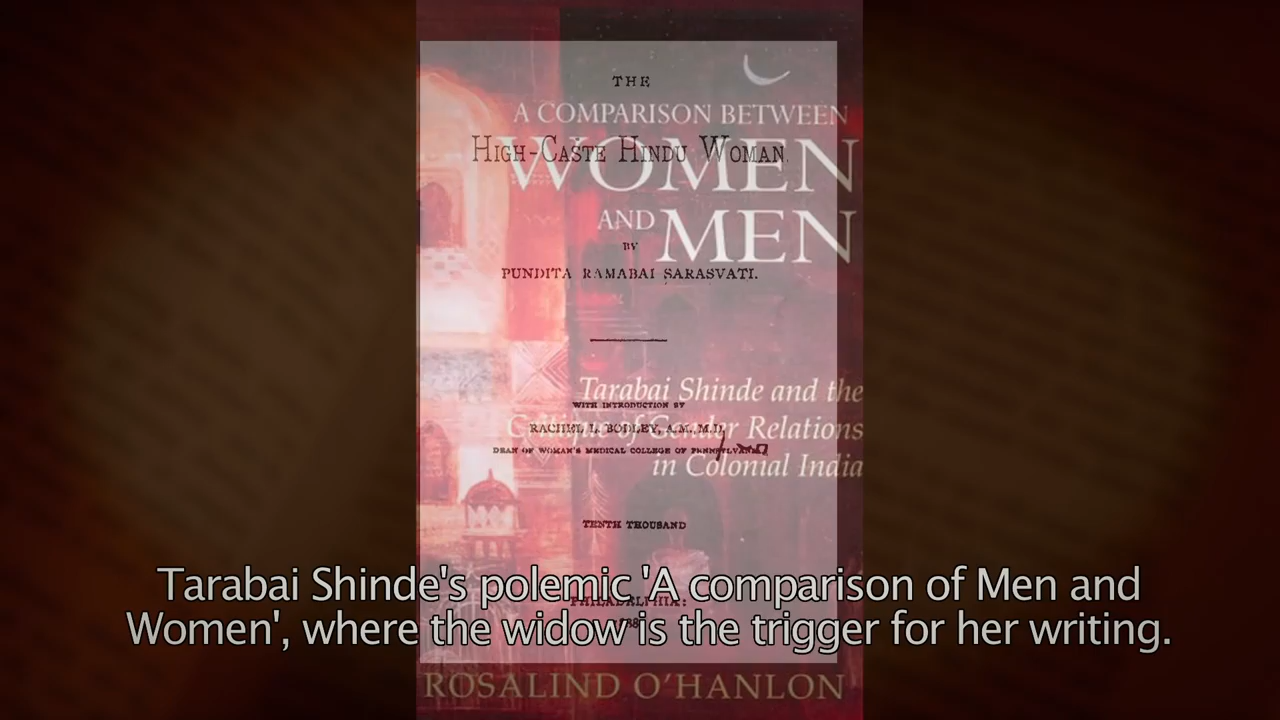 THE
HIGH-CASTE HINDU WOMAN.
BY
PUNDITA RAMABAI SARASVATI.
WITH INTRODUCTION BY
RACHEL L. BODLEY, A.M., M.D.
DEAN OF WOMAN'S MEDICAL COLLEGE OF PENNSYLVANIA
TENTH THOUSAND
PHILADELPHIA:
A COMPARISON BETWEEN
WOMEN
AND MEN
Tarabai Shinde and the
Critique of Gender Relations
in Colonial India
ROSALIND O'HANLON
Tarabai Shinde's polemic 'A comparison of Men and
Women', where the widow is the trigger for her writing.